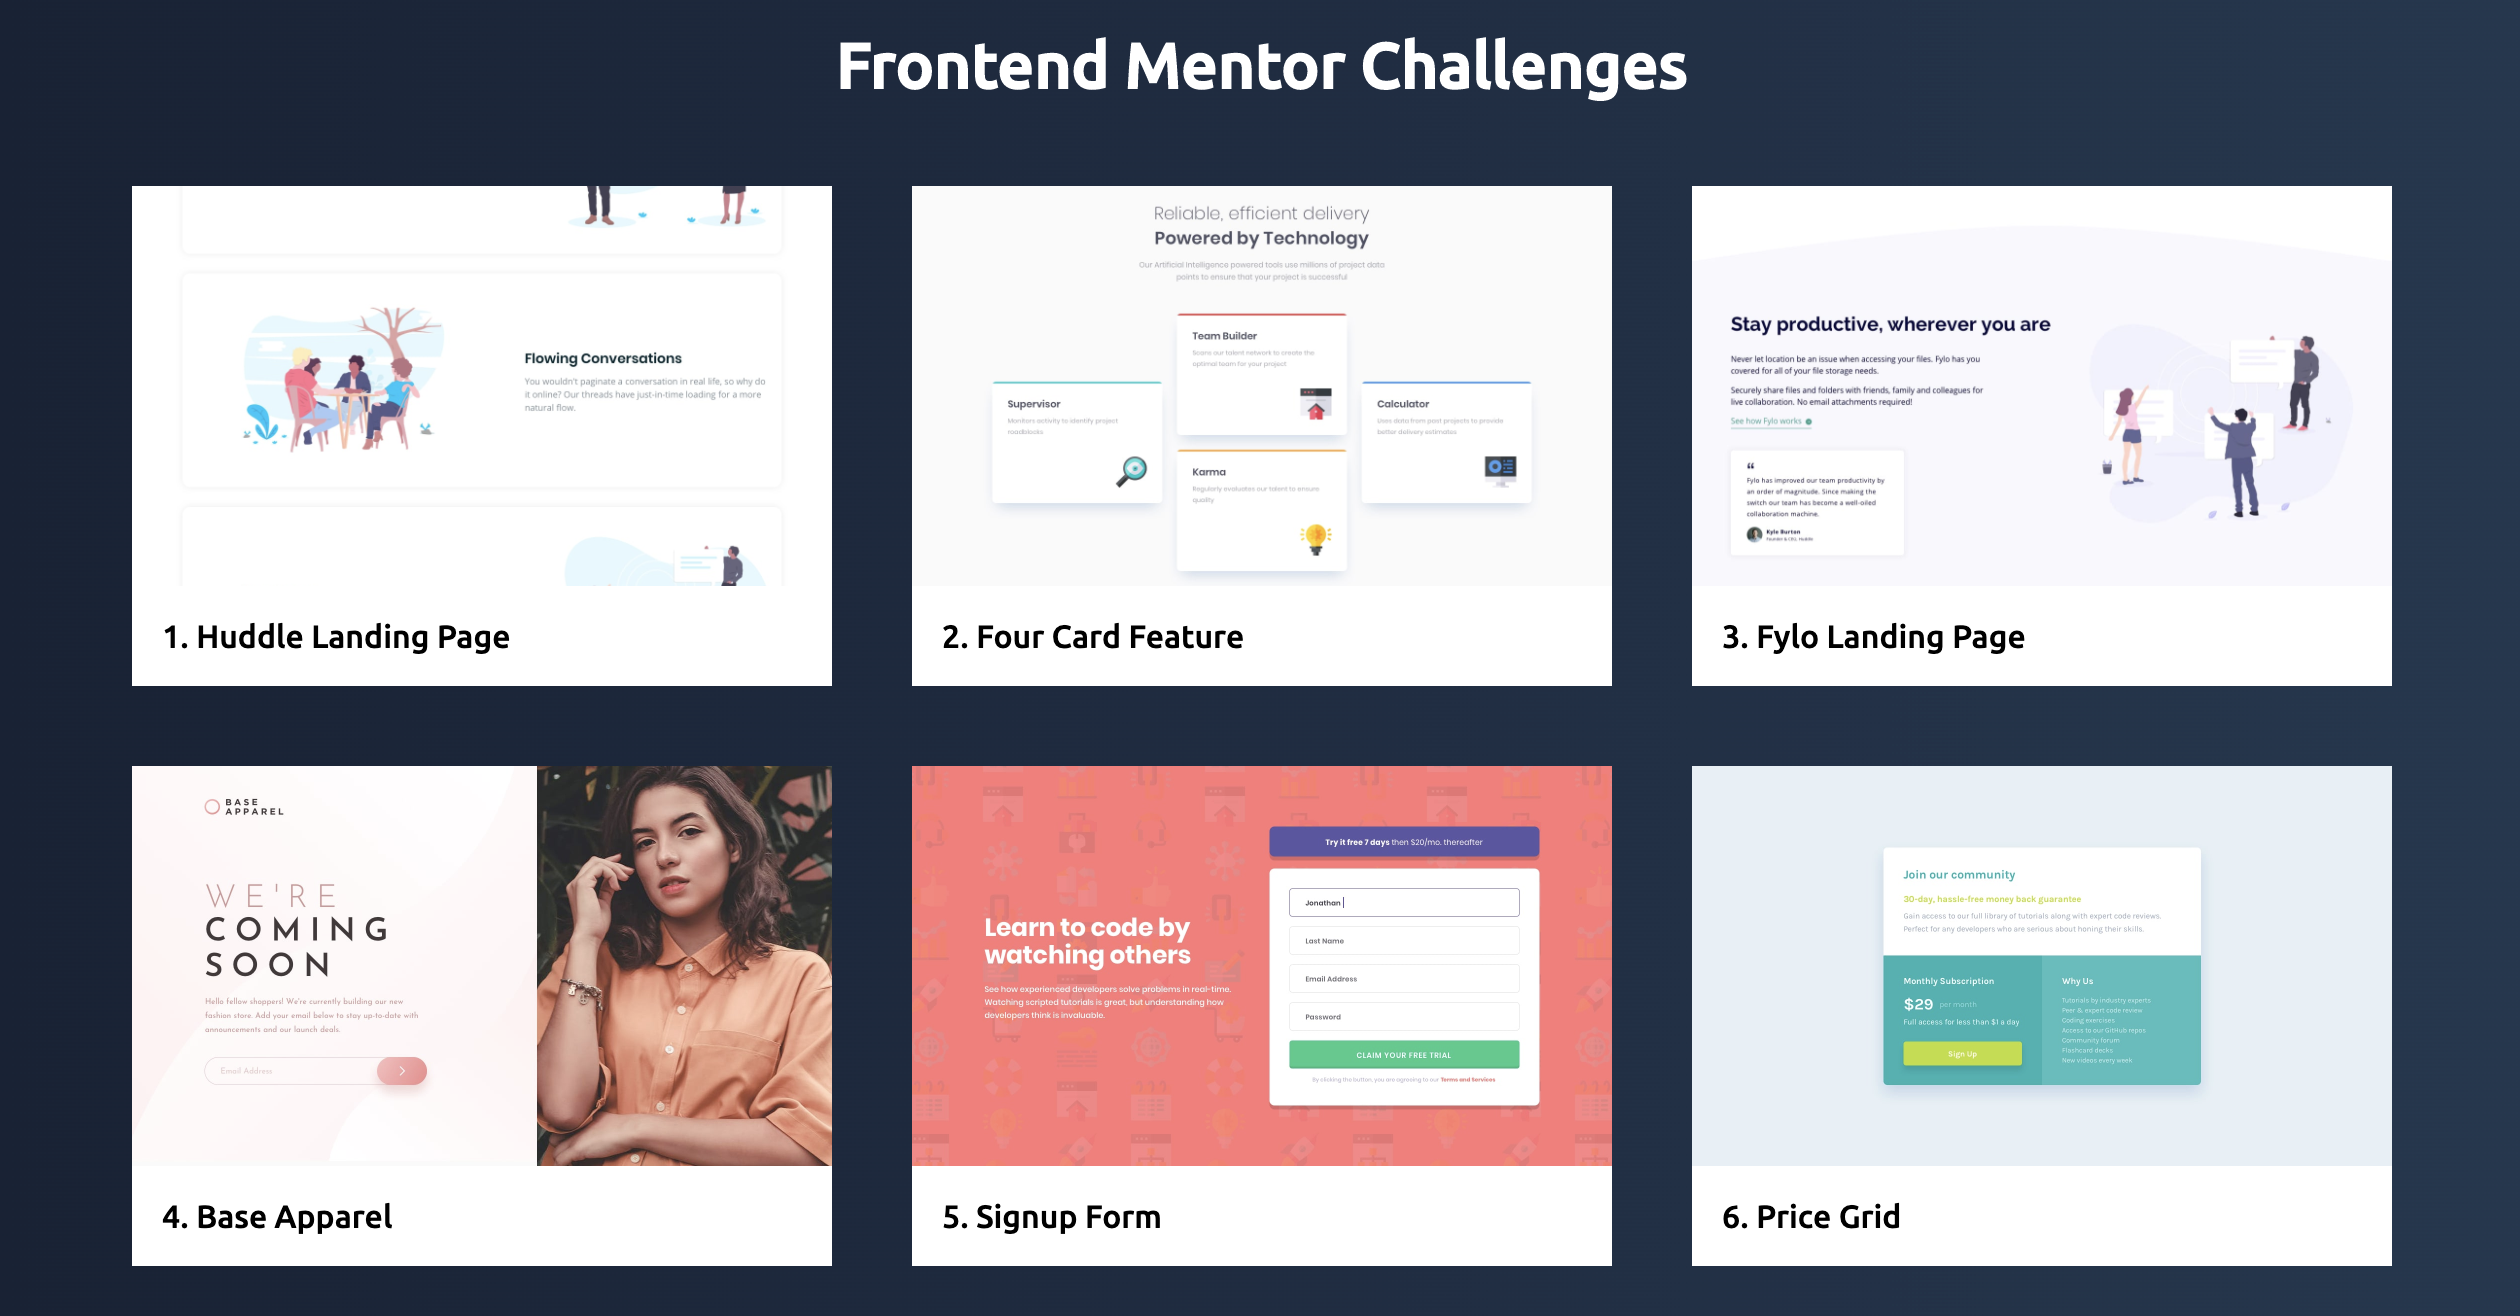 Frontend Mentor Challenges
Flowing Conversations
You wouldn't paginate a conversation in real life, so why do
it online? Our threads have just-in-time loading for a more
natural flow.
1. Huddle Landing Page
Reliable, efficient delivery
Powered by Technology
Our Artificial Intelligence powered tools use millions of project data
points to ensure that your project is successful
Team Builder
Scans our talent network to create the
optimal team for your project
Supervisor
Monitors activity to identify project
roadblocks
Calculator
Uses data from past projects to provide
better delivery estimates
Karma
Regularly evaluates our talent to ensure
quality
2. Four Card Feature
Stay productive, wherever you are
Never let location be an issue when accessing your files. Fylo has you
covered for all of your file storage needs.
Securely share files and folders with friends, family and colleagues for
live collaboration. No email attachments required!
See how Fylo works
“
Fylo has improved our team productivity by
an order of magnitude. Since making the
switch our team has become a well-oiled
collaboration machine.
Kyle Burton
Founder & CEO, Huddle
3. Fylo Landing Page
BASE
APPAREL
WE'RE
COMING
SOON
Hello fellow shoppers! We're currently building our new
fashion store. Add your email below to stay up-to-date with
announcements and our launch deals.
Email Address
4. Base Apparel
Learn to code by
watching others
See how experienced developers solve problems in real-time.
Watching scripted tutorials is great, but understanding how
developers think is invaluable.
Try it free 7 days then $20/mo. thereafter
Jonathan
Last Name
Email Address
Password
CLAIM YOUR FREE TRIAL
By clicking the button, you are agreeing to our Terms and Services
5. Signup Form
Join our community
30-day, hassle-free money back guarantee
Gain access to our full library of tutorials along with expert code reviews.
Perfect for any developers who are serious about honing their skills.
Monthly Subscription
$29 per month
Full access for less than $1 a day
Sign Up
Why Us
Tutorials by industry experts
Peer & expert code review
Coding exercises
Access to our GitHub repos
Community forum
Flashcard decks
New videos every week
6. Price Grid